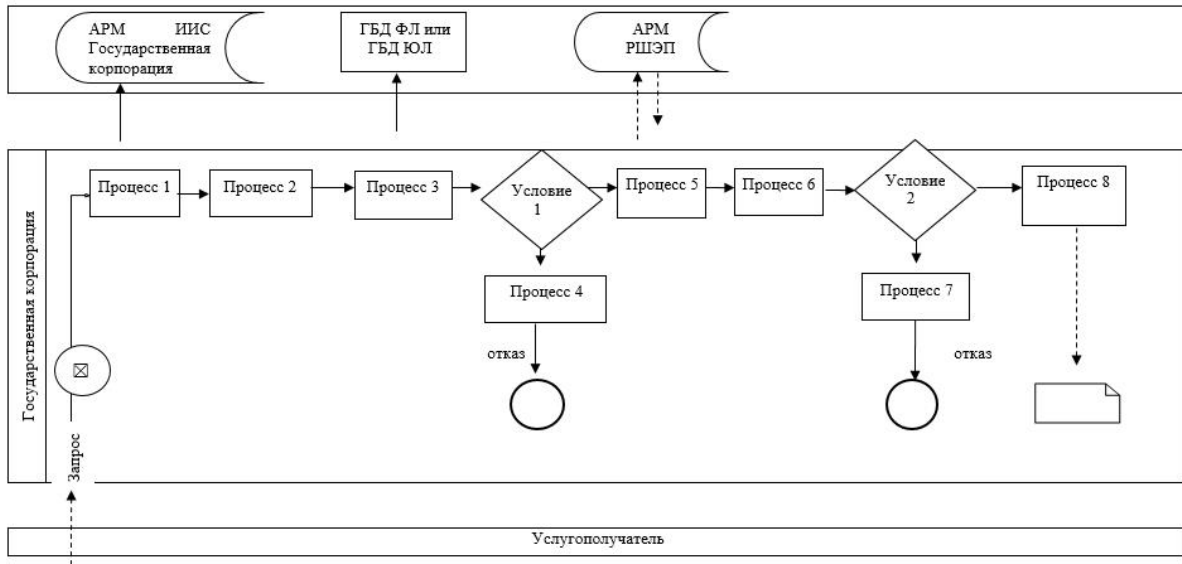 АРМ ИИС
Государственная
корпорация
ГБД ФЛ или
ГБД ЮЛ
АРМ
РШЭП
Государственная корпорация
Процесс 1
Процесс 2
Процесс 3
Условие
1
Процесс 5
Процесс 6
Условие
2
Процесс 8
Процесс 4
Процесс 7
отказ
отказ
Запрос
Услугополучатель